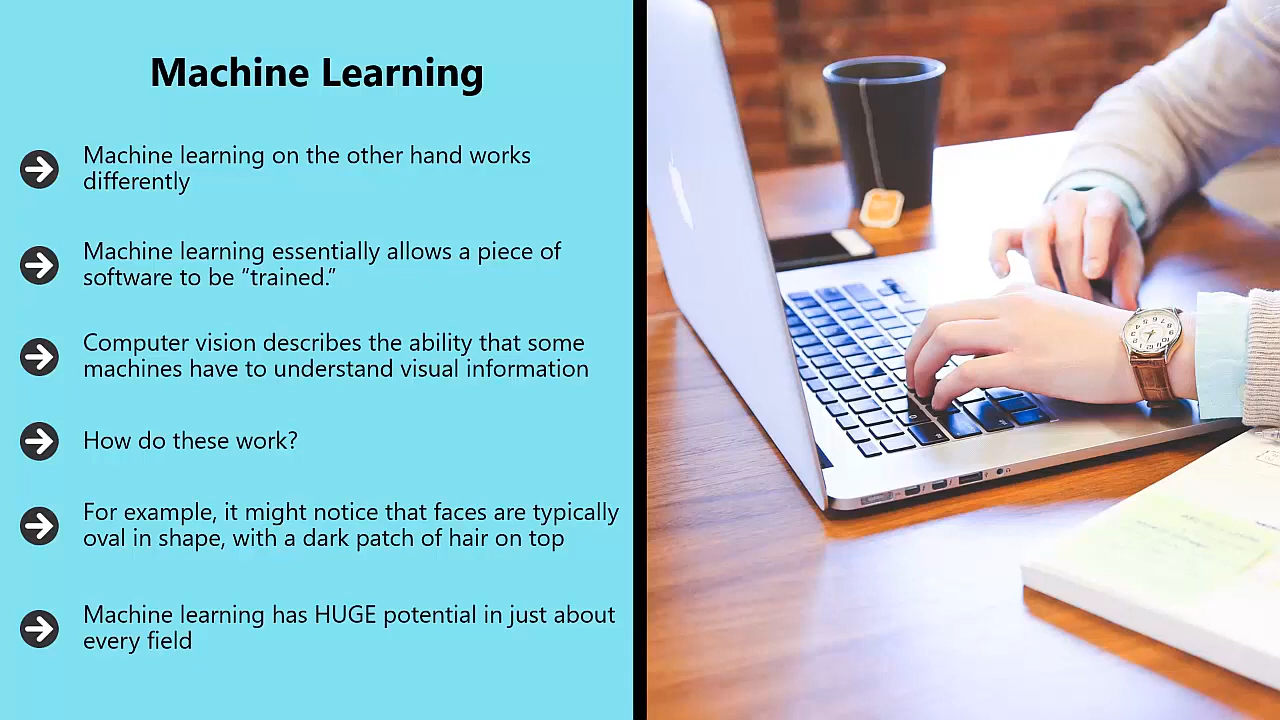 Machine Learning
Machine learning on the other hand works
differently
Machine learning essentially allows a piece of
software to be “trained.”
Computer vision describes the ability that some
machines have to understand visual information
How do these work?
For example, it might notice that faces are typically
oval in shape, with a dark patch of hair on top
Machine learning has HUGE potential in just about
every field